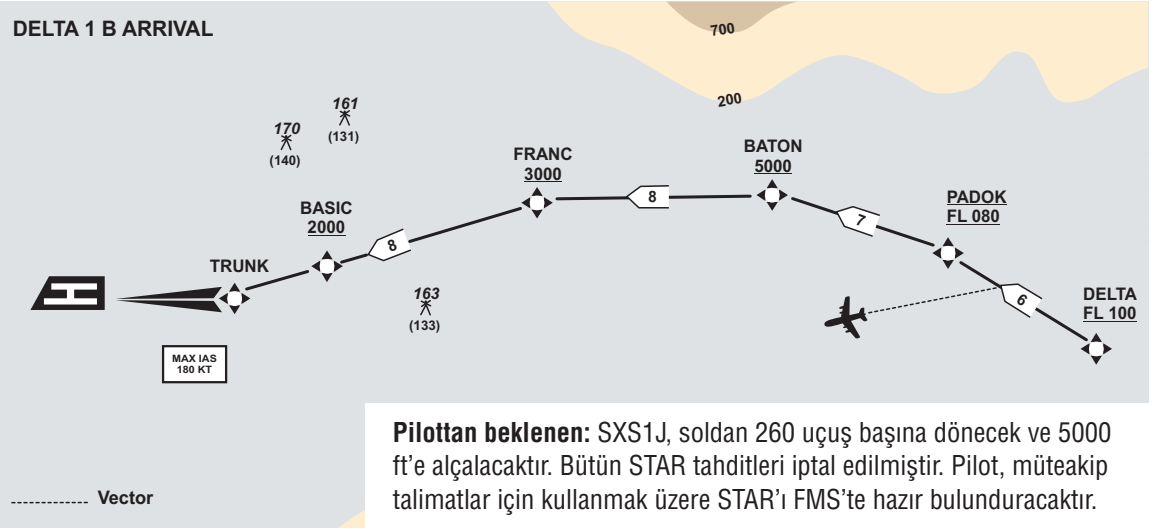 DELTA 1 B ARRIVAL
700
200
161
(131)
170
(140)
BATON
5000
FRANC
3000
8
PADOK
FL 080
7
BASIC
2000
8
TRUNK
H
163
(133)
6
DELTA
FL 100
MAX IAS
180 KT
Pilottan beklenen: SXS1J, soldan 260 uçuş başına dönecek ve 5000
ft’e alçalacaktır. Bütün STAR tahditleri iptal edilmiştir. Pilot, müteakip
talimatlar için kullanmak üzere STAR’ı FMS’te hazır bulunduracaktır.
Vector